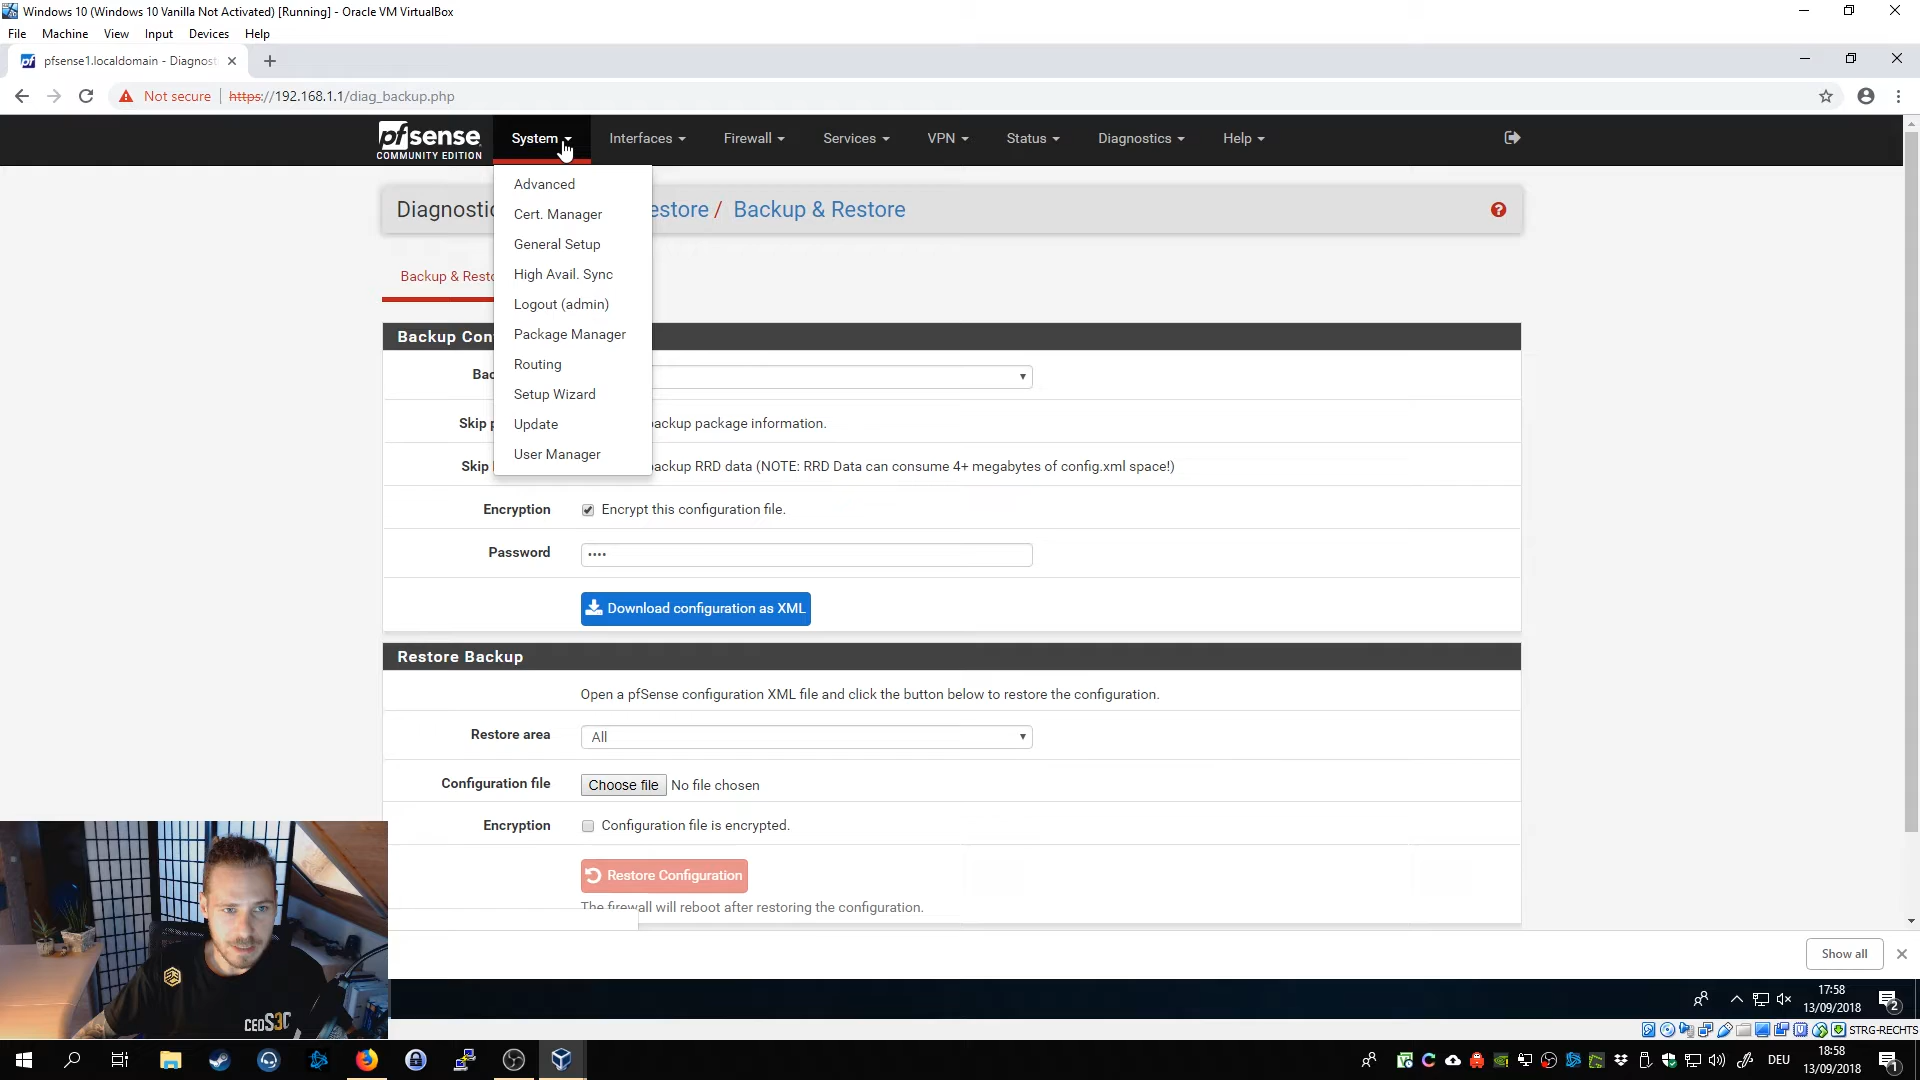 Windows 10 (Windows 10 Vanilla Not Activated) [Running] - Oracle VM VirtualBox
File Machine View Input Devices Help
pfsense1.localdomain - Diagnost
Not secure https://192.168.1.1/diag_backup.php
pfsense
COMMUNITY EDITION
System Interfaces Firewall Services VPN Status Diagnostics Help
Advanced
Cert. Manager
General Setup
High Avail. Sync
Logout (admin)
Package Manager
Routing
Setup Wizard
Update
User Manager
Diagnostic estore / Backup & Restore
Backup & Resto
Backup Con
Bac
Skip p ackup package information.
Skip ackup RRD data (NOTE: RRD Data can consume 4+ megabytes of config.xml space!)
Encryption Encrypt this configuration file.
Password ••••
Download configuration as XML
Restore Backup
Open a pfSense configuration XML file and click the button below to restore the configuration.
Restore area All
Configuration file Choose file No file chosen
Encryption Configuration file is encrypted.
Restore Configuration
The firewall will reboot after restoring the configuration.
Show all
17:58
13/09/2018
2
STRG-RECHTS
CEOS3C
DEU
18:58
13/09/2018
1